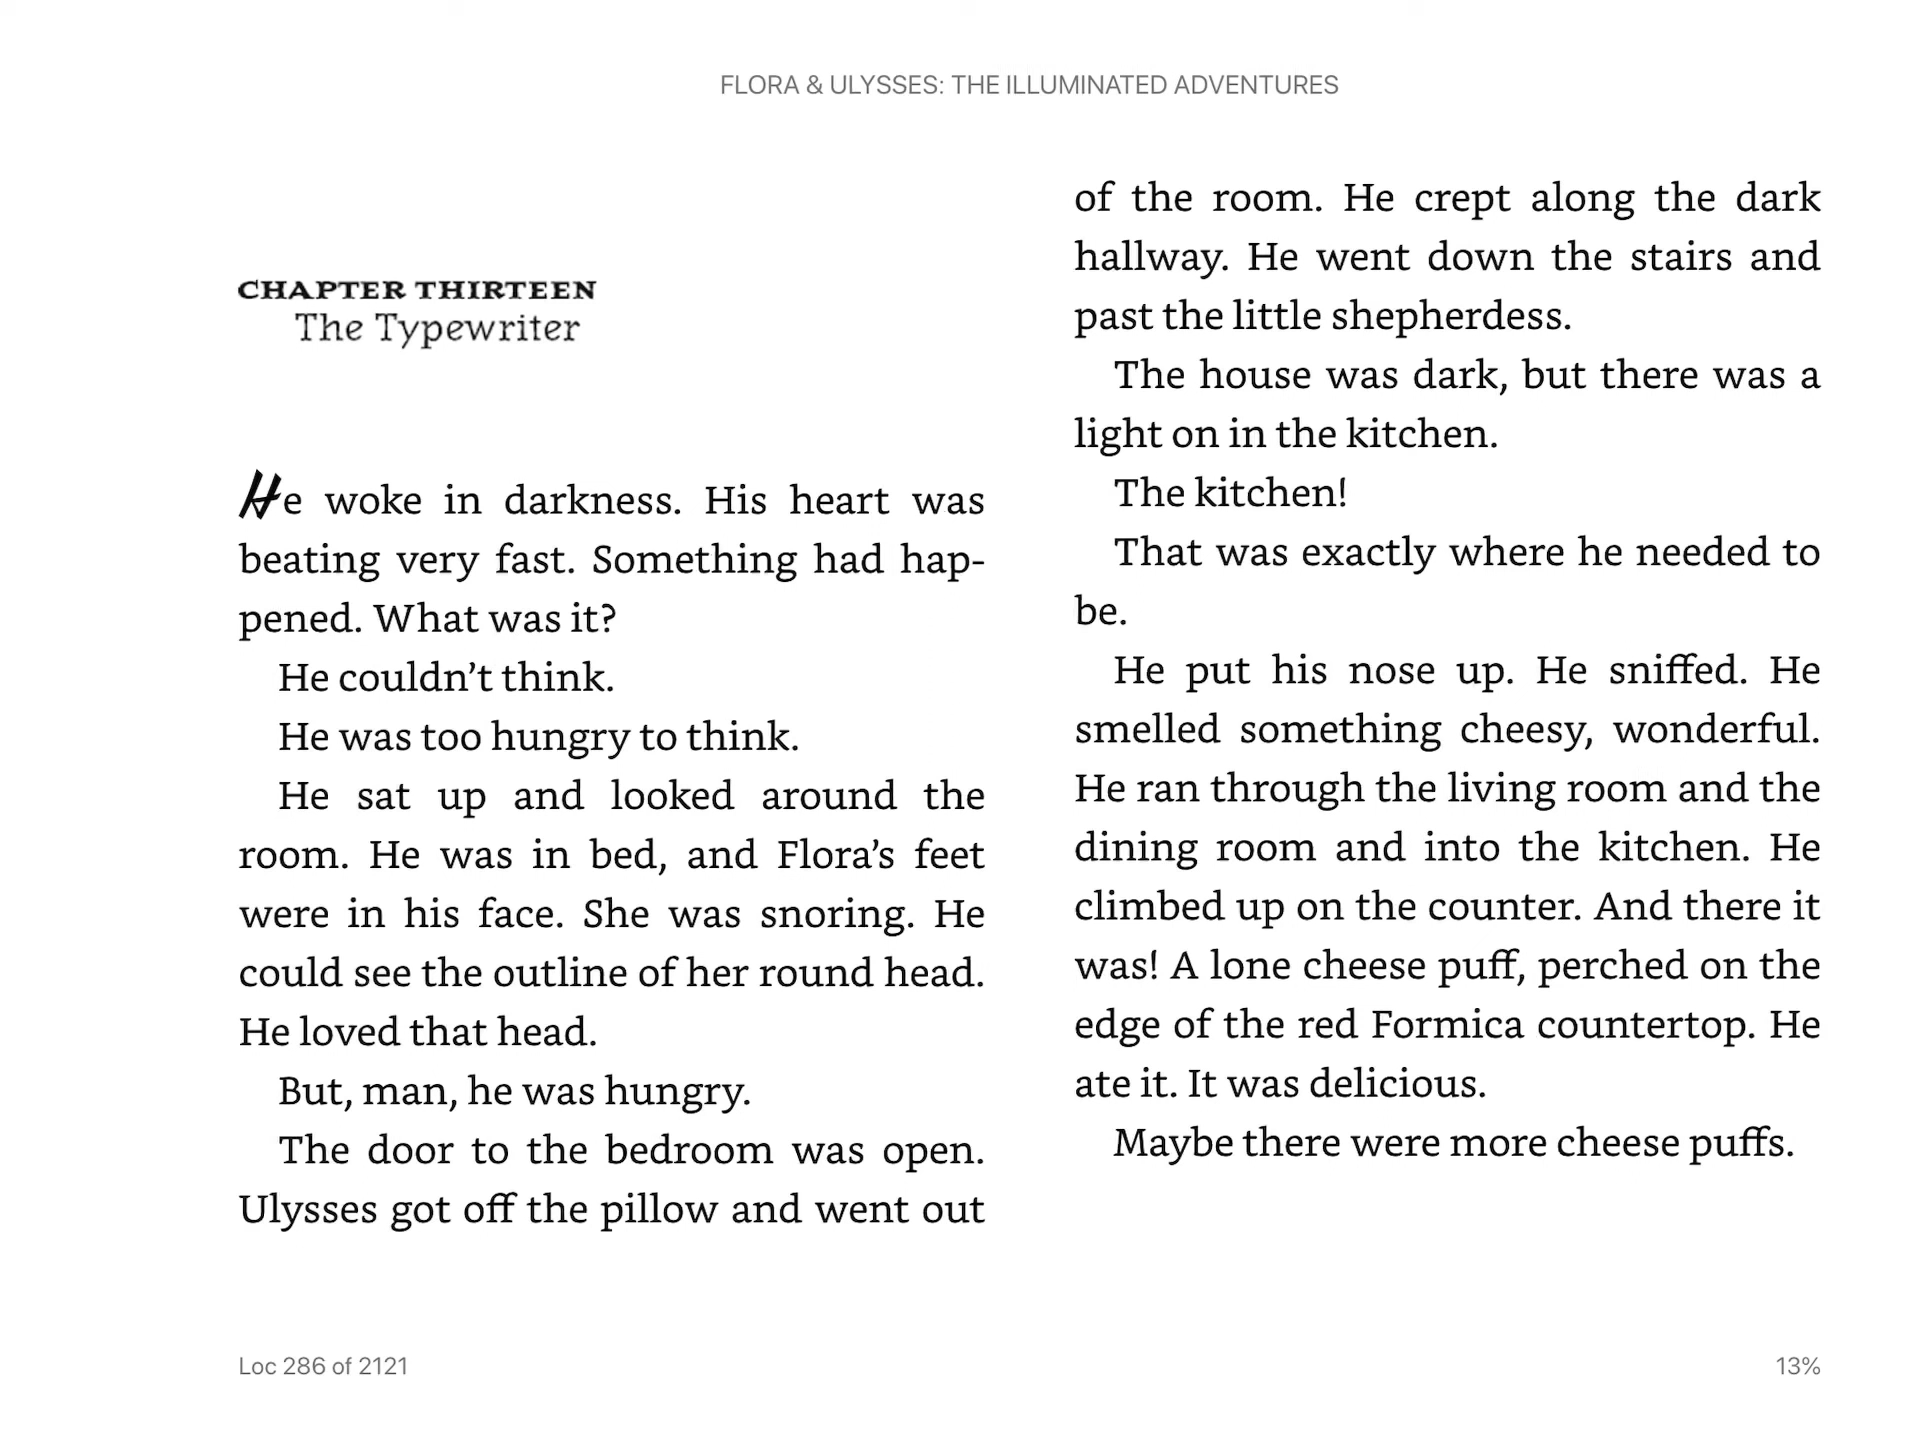 FLORA & ULYSSES: THE ILLUMINATED ADVENTURES
CHAPTER THIRTEEN
The Typewriter
He woke in darkness. His heart was
beating very fast. Something had hap-
pened. What was it?
He couldn’t think.
He was too hungry to think.
He sat up and looked around the
room. He was in bed, and Flora’s feet
were in his face. She was snoring. He
could see the outline of her round head.
He loved that head.
But, man, he was hungry.
The door to the bedroom was open.
Ulysses got off the pillow and went out
of the room. He crept along the dark
hallway. He went down the stairs and
past the little shepherdess.
The house was dark, but there was a
light on in the kitchen.
The kitchen!
That was exactly where he needed to
be.
He put his nose up. He sniffed. He
smelled something cheesy, wonderful.
He ran through the living room and the
dining room and into the kitchen. He
climbed up on the counter. And there it
was! A lone cheese puff, perched on the
edge of the red Formica countertop. He
ate it. It was delicious.
Maybe there were more cheese puffs.
Loc 286 of 2121
13%